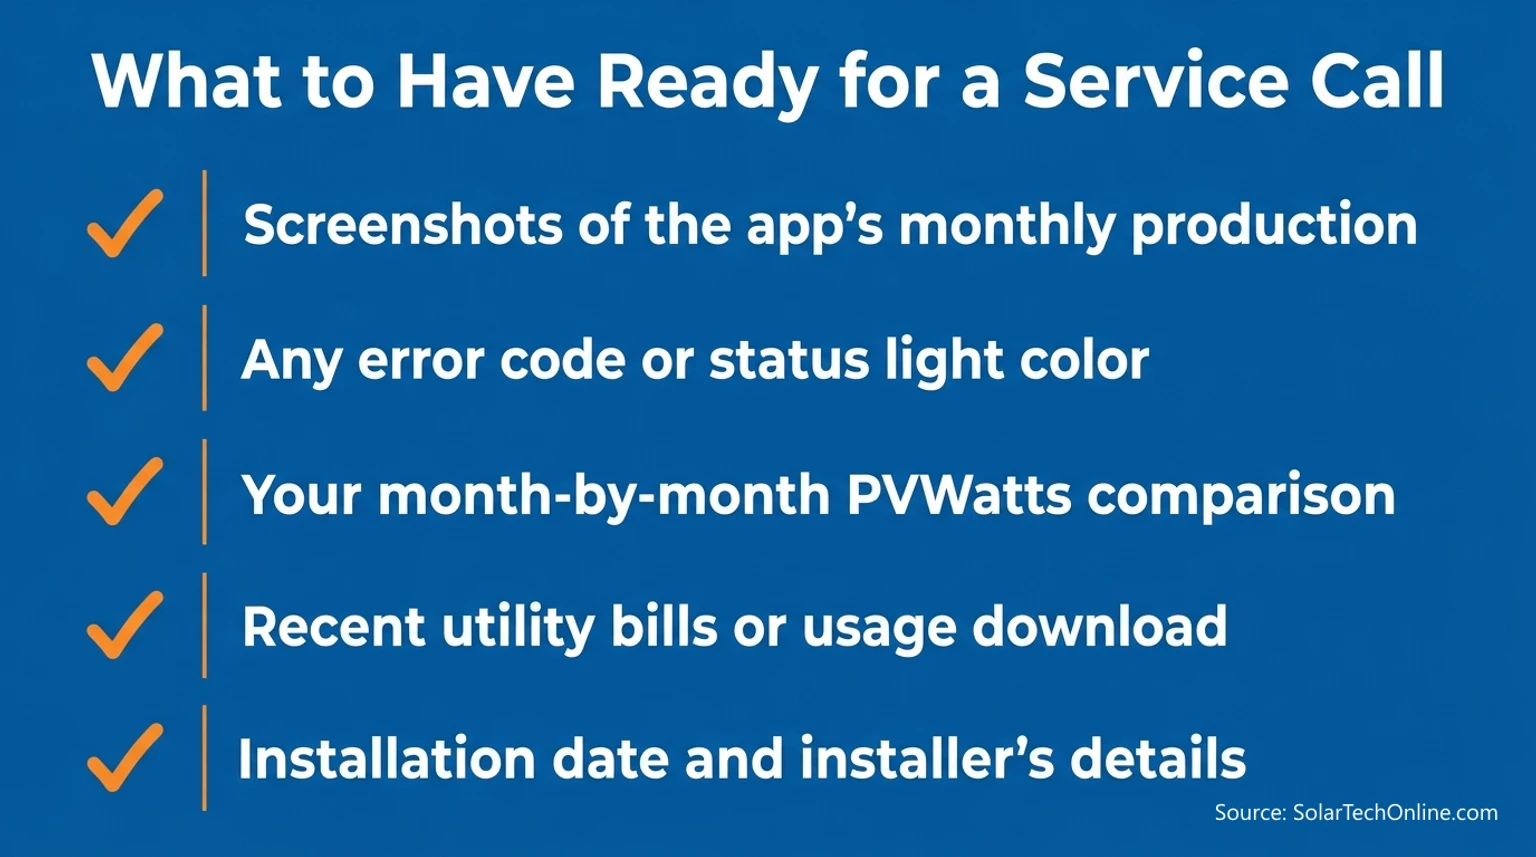 What to Have Ready for a Service Call
Screenshots of the app’s monthly production
Any error code or status light color
Your month-by-month PVWatts comparison
Recent utility bills or usage download
Installation date and installer’s details
Source: SolarTechOnline.com